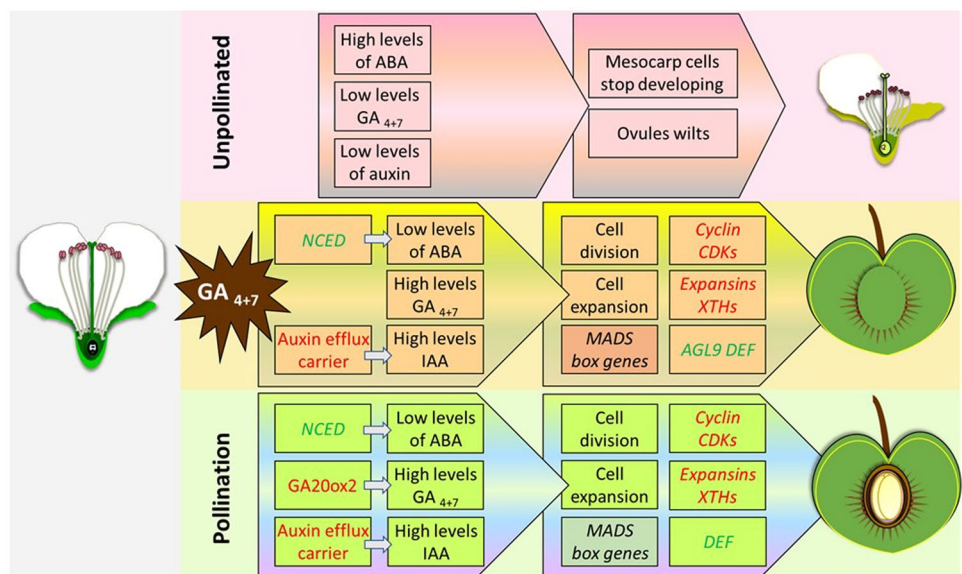 Unpollinated
High levels
of ABA
Low levels
GA 4+7
Low levels
of auxin
Mesocarp cells
stop developing
Ovules wilts
GA 4+7
NCED
Low levels
of ABA
High levels
GA 4+7
Auxin efflux
carrier
High levels
IAA
Cell
division
Cyclin
CDKs
Cell
expansion
Expansins
XTHs
MADS
box genes
AGL9 DEF
Pollination
NCED
Low levels
of ABA
GA20ox2
High levels
GA 4+7
Auxin efflux
carrier
High levels
IAA
Cell
division
Cyclin
CDKs
Cell
expansion
Expansins
XTHs
MADS
box genes
DEF